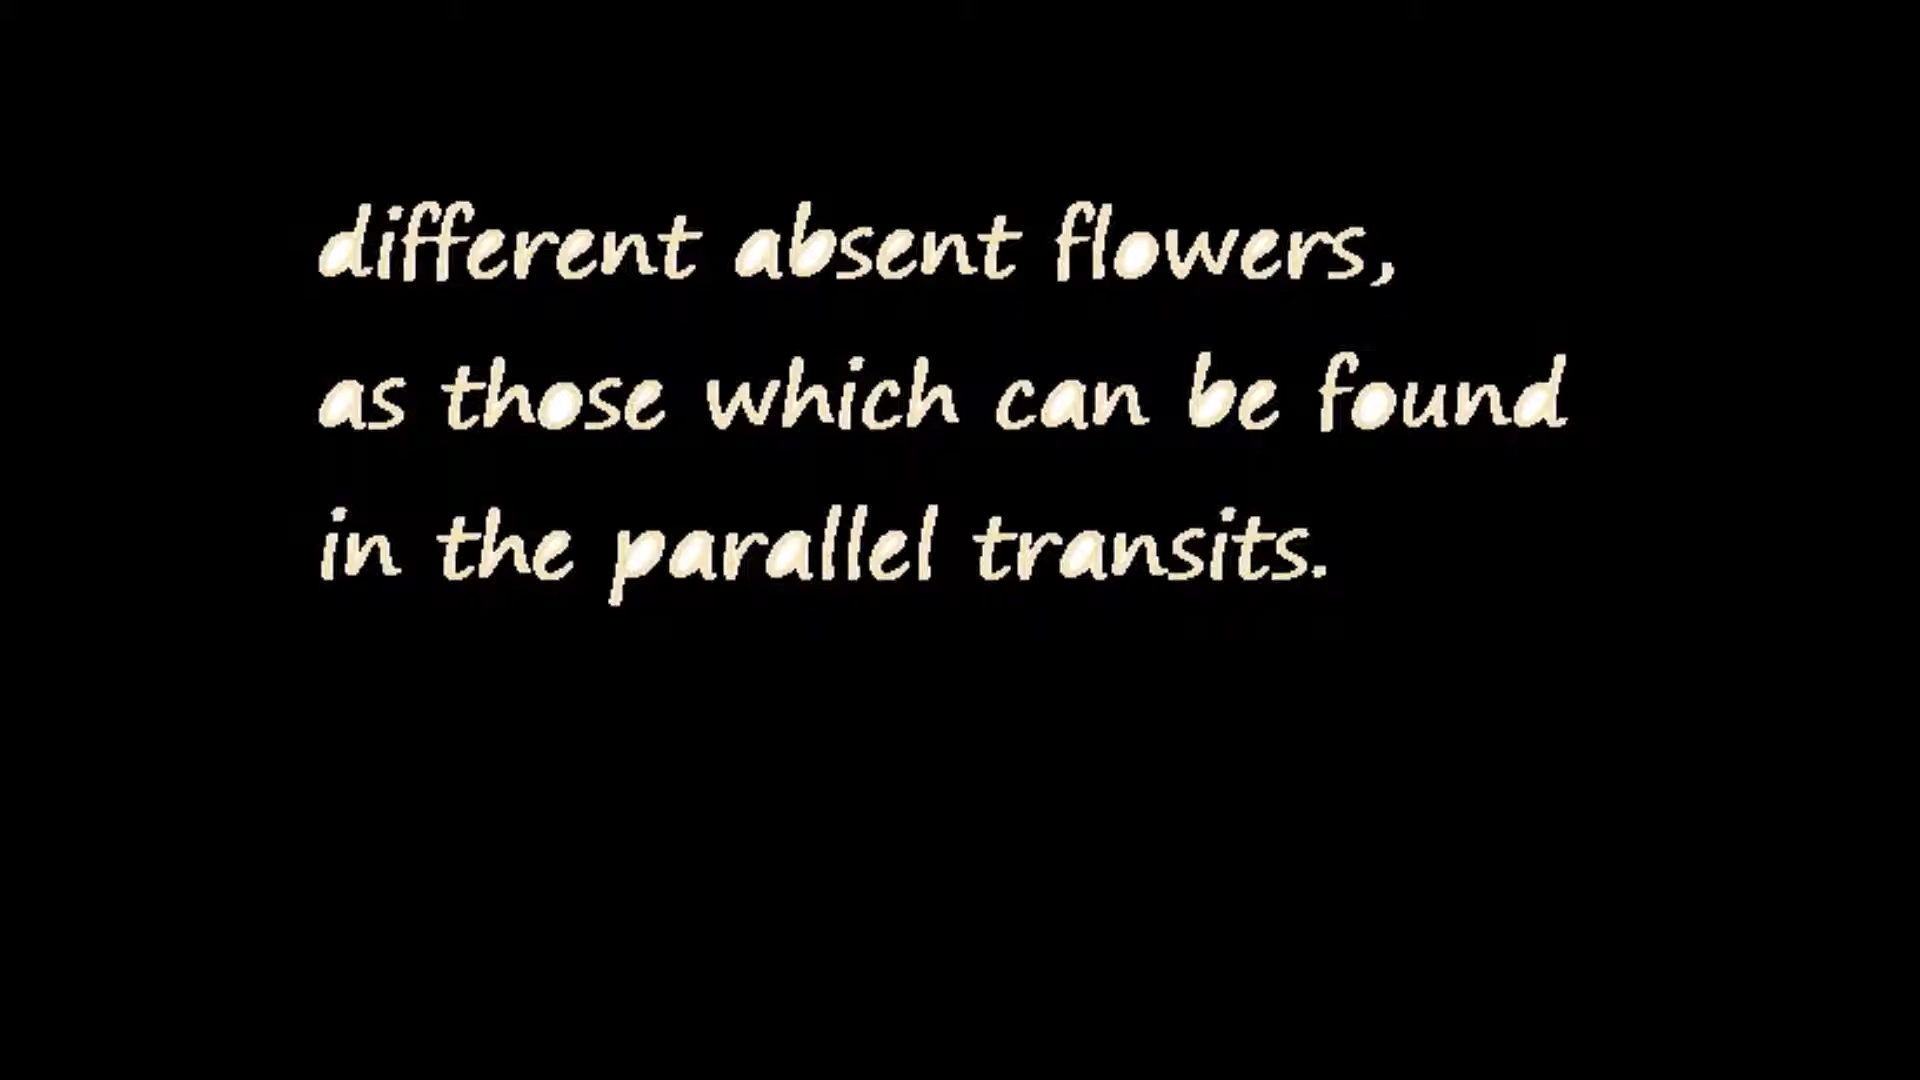 different absent flowers,
as those which can be found
in the parallel transits.